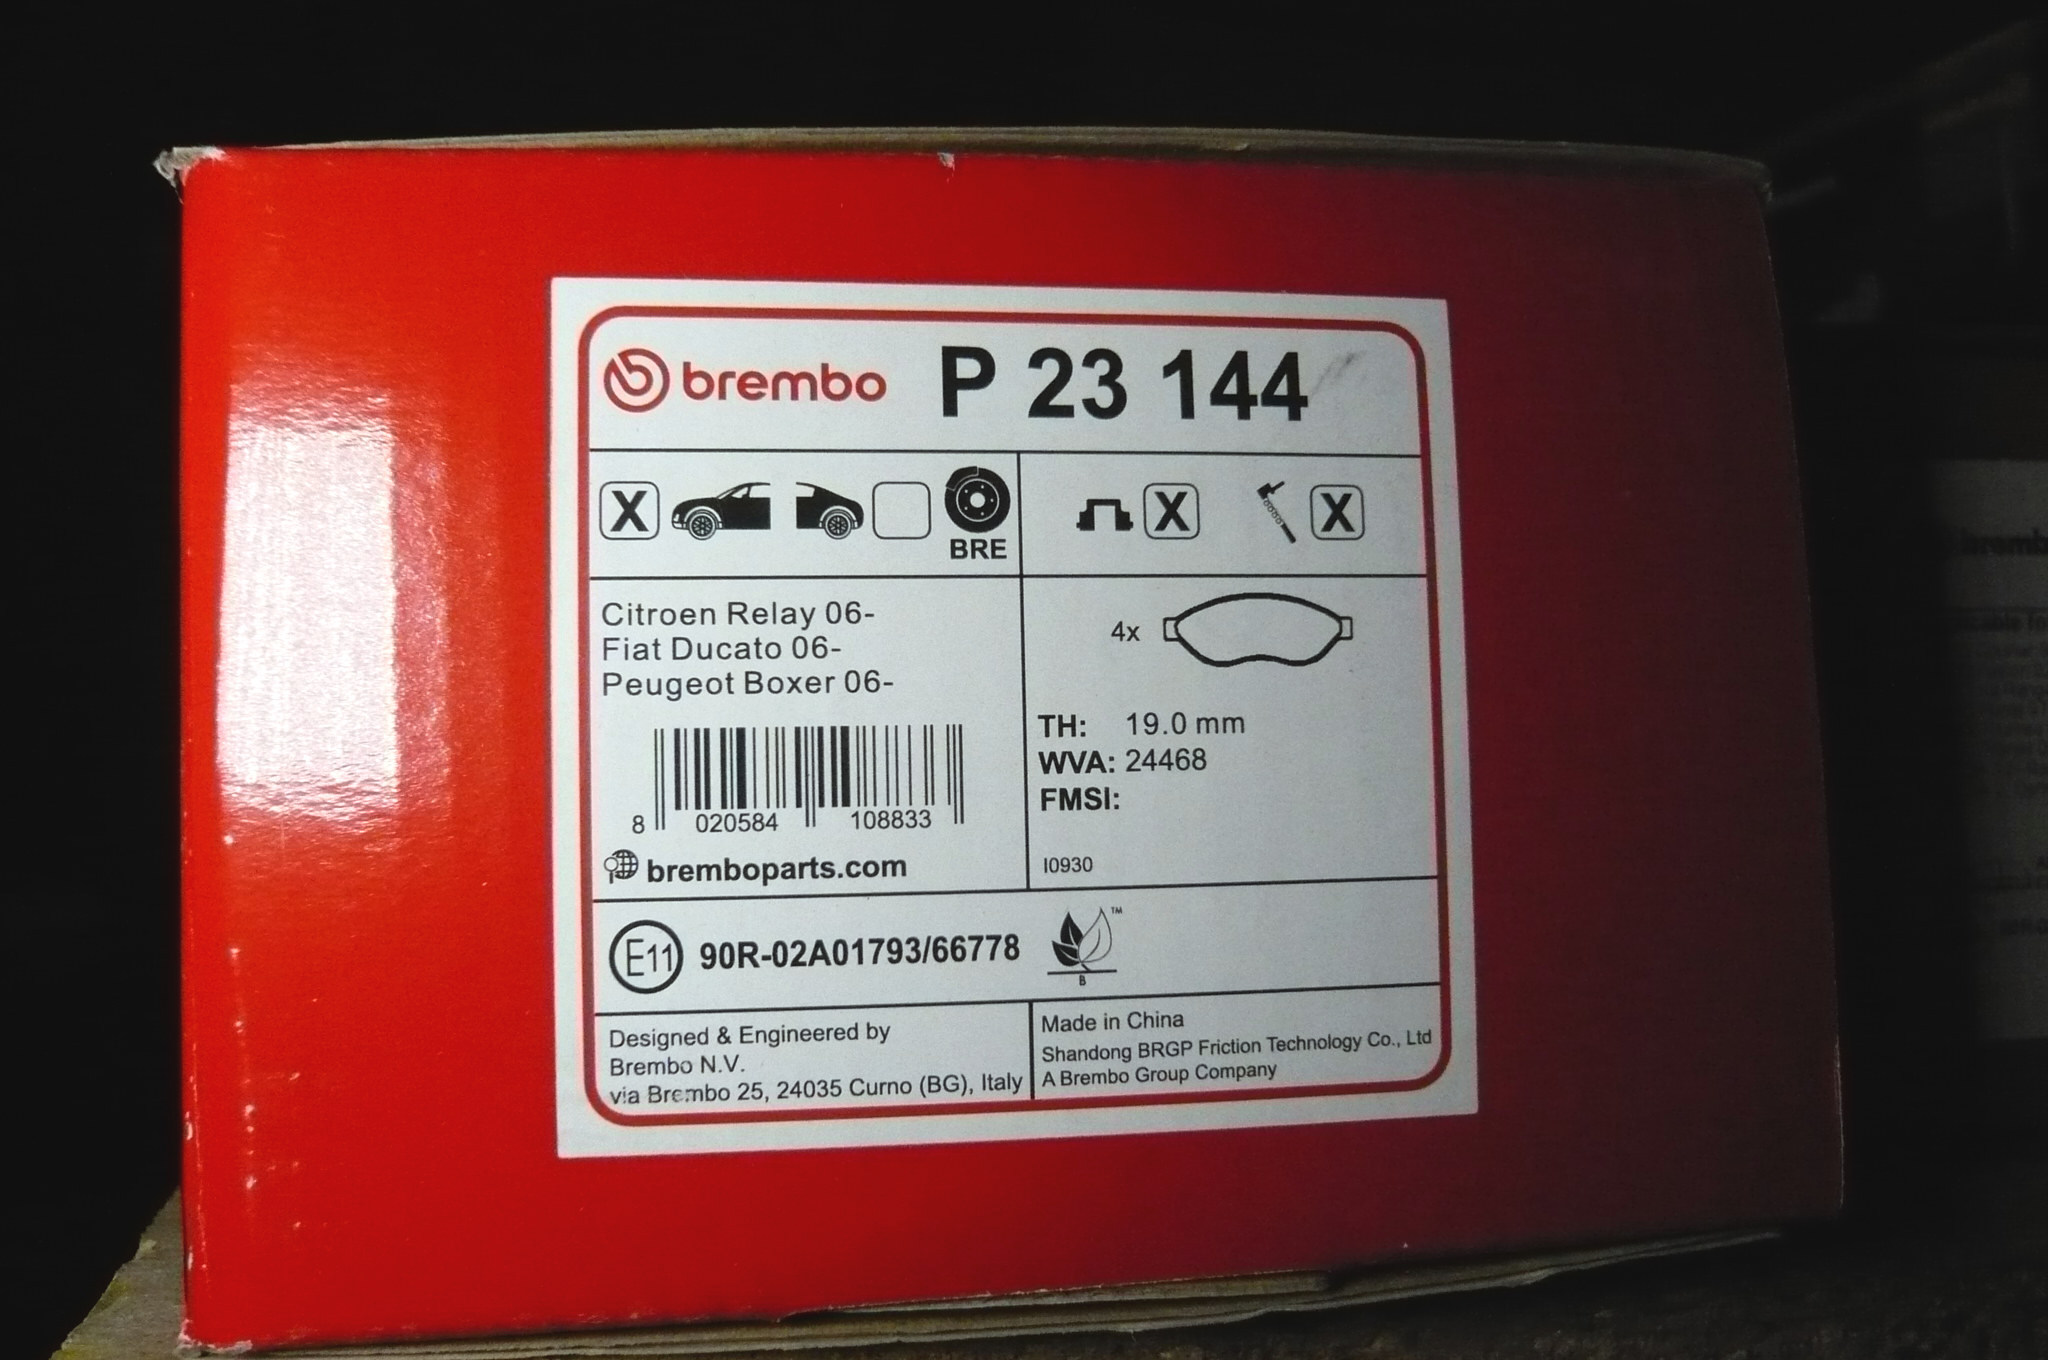 brembo P 23 144
X X X
BRE
Citroen Relay 06-
Fiat Ducato 06-
Peugeot Boxer 06-
4x
TH: 19.0 mm
WVA: 24468
FMSI:
8 020584 108833
bremboparts.com
I0930
E11 90R-02A01793/66778
TM
B
Designed & Engineered by
Brembo N.V.
via Brembo 25, 24035 Curno (BG), Italy
Made in China
Shandong BRGP Friction Technology Co., Ltd
A Brembo Group Company